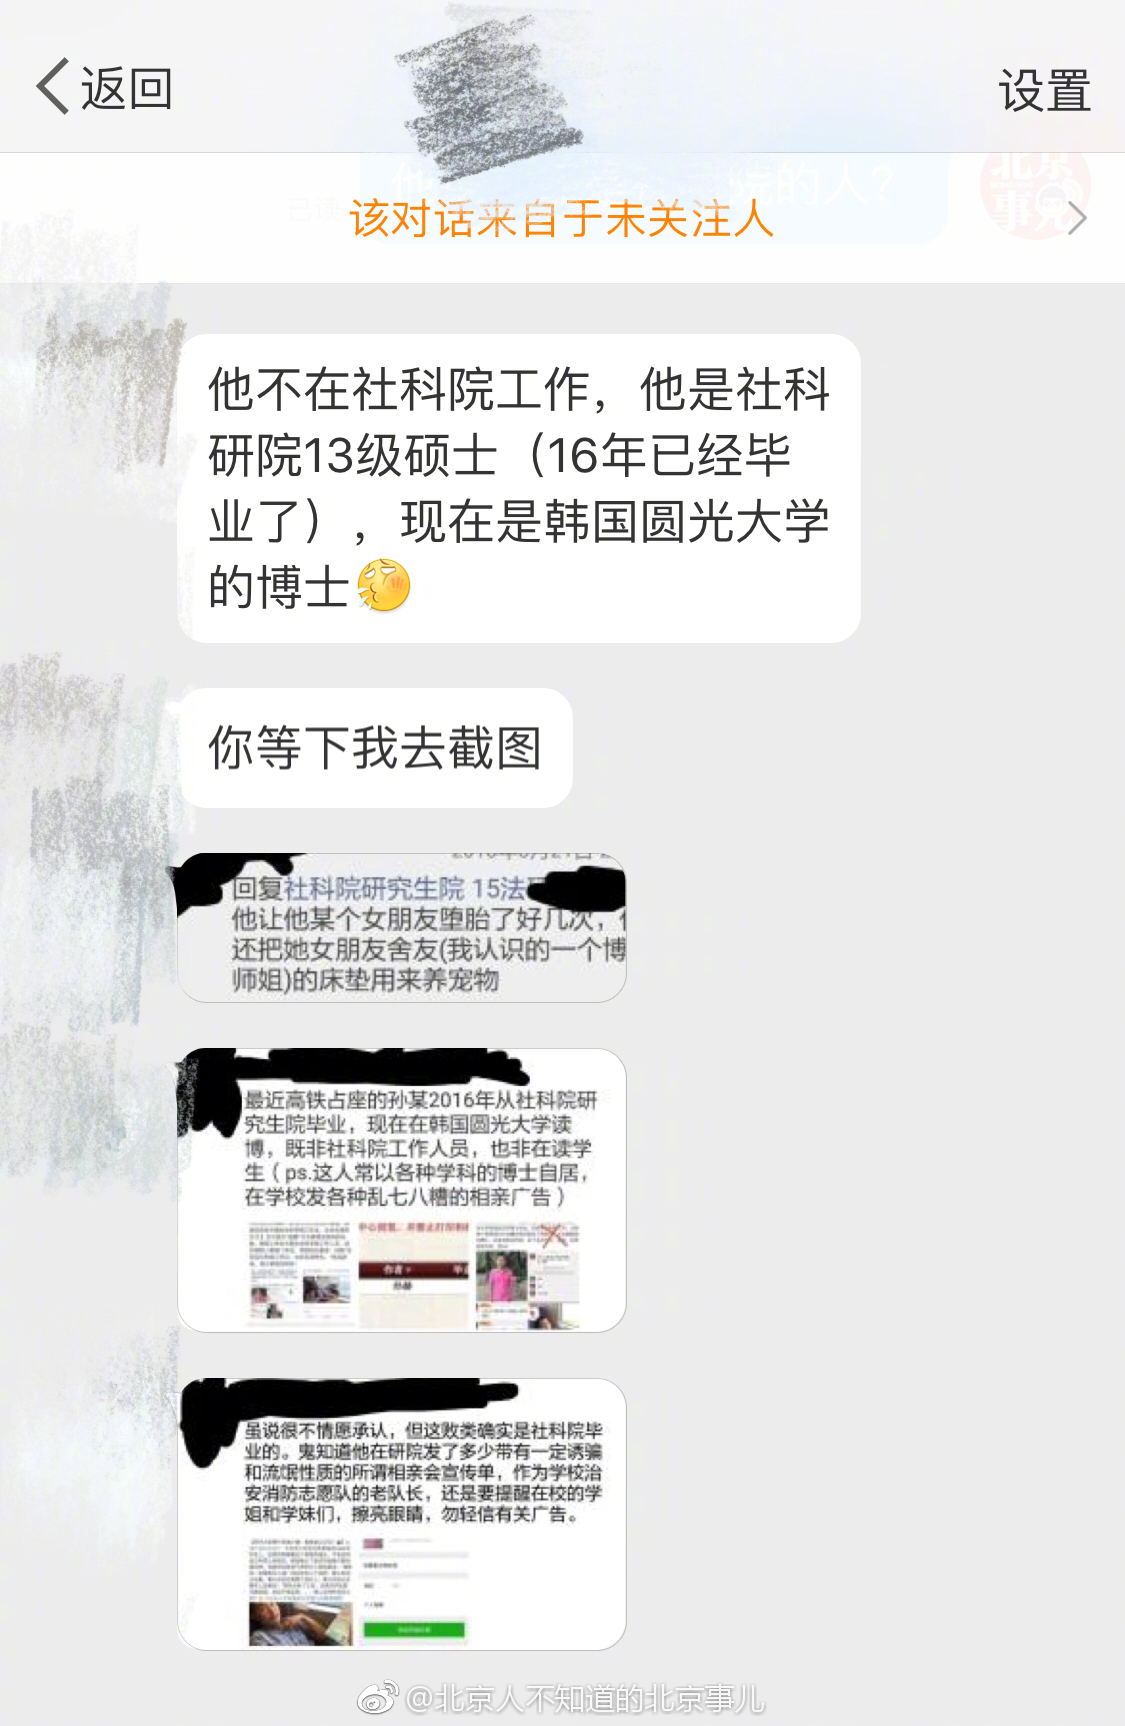 返回
设置
的人？
该对话来自于未关注人
他不在社科院工作，他是社科
研院13级硕士（16年已经毕
业了），现在是韩国圆光大学
的博士
你等下我去截图
回复社科院研究生院 15法
他让他某个女朋友堕胎了好几次，
还把她女朋友舍友(我认识的一个博
师姐)的床垫用来养宠物
最近高铁占座的孙某2016年从社科院研
究生院毕业，现在在韩国圆光大学读
博，既非社科院工作人员，也非在读学
生（ps.这人常以各种学科的博士自居，
在学校发各种乱七八糟的相亲广告）
虽说很不情愿承认，但这败类确实是社科院毕
业的。鬼知道他在研院发了多少带有一定诱骗
和流氓性质的所谓相亲会宣传单，作为学校治
安消防志愿队的老队长，还是要提醒在校的学
姐和学妹们，擦亮眼睛，勿轻信有关广告。
@北京人不知道的北京事儿